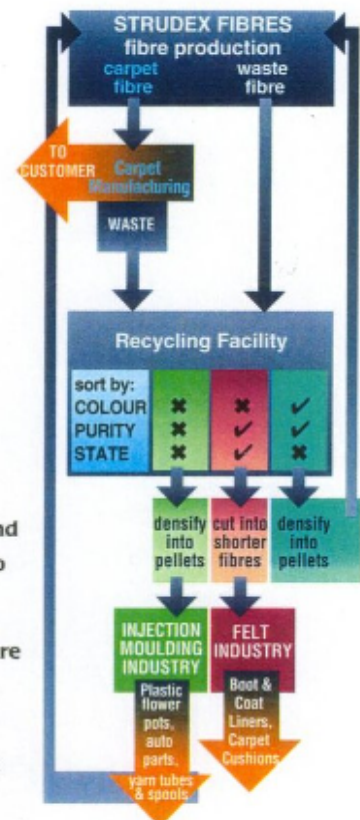 STRUDEX FIBRES
fibre production
carpet fibre
waste fibre
TO CUSTOMER
Carpet Manufacturing
WASTE
Recycling Facility
sort by:
COLOUR ✖ ✖ ✔
PURITY ✖ ✔ ✔
STATE ✖ ✔ ✖
nd
o
re
densify into pellets
cut into shorter fibres
densify into pellets
INJECTION MOULDING INDUSTRY
FELT INDUSTRY
Plastic flower pots, auto parts, yarn tubes & spools
Boot & Coat Liners, Carpet Cushions